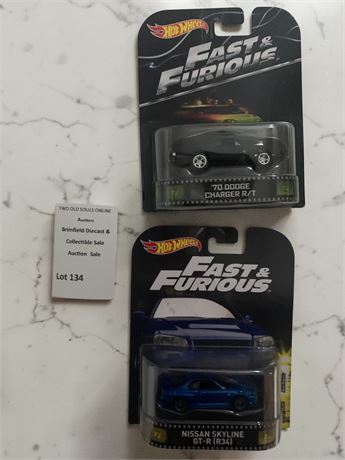 HOT WHEELS
FAST &
FURIOUS
'70 DODGE
CHARGER R/T
TWO OLD SOULS ONLINE
Auction
Brimfield Diecast &
Collectible Sale
Auction Sale
Lot 134
HOT WHEELS
FAST &
FURIOUS
NISSAN SKYLINE
GT-R (R34)